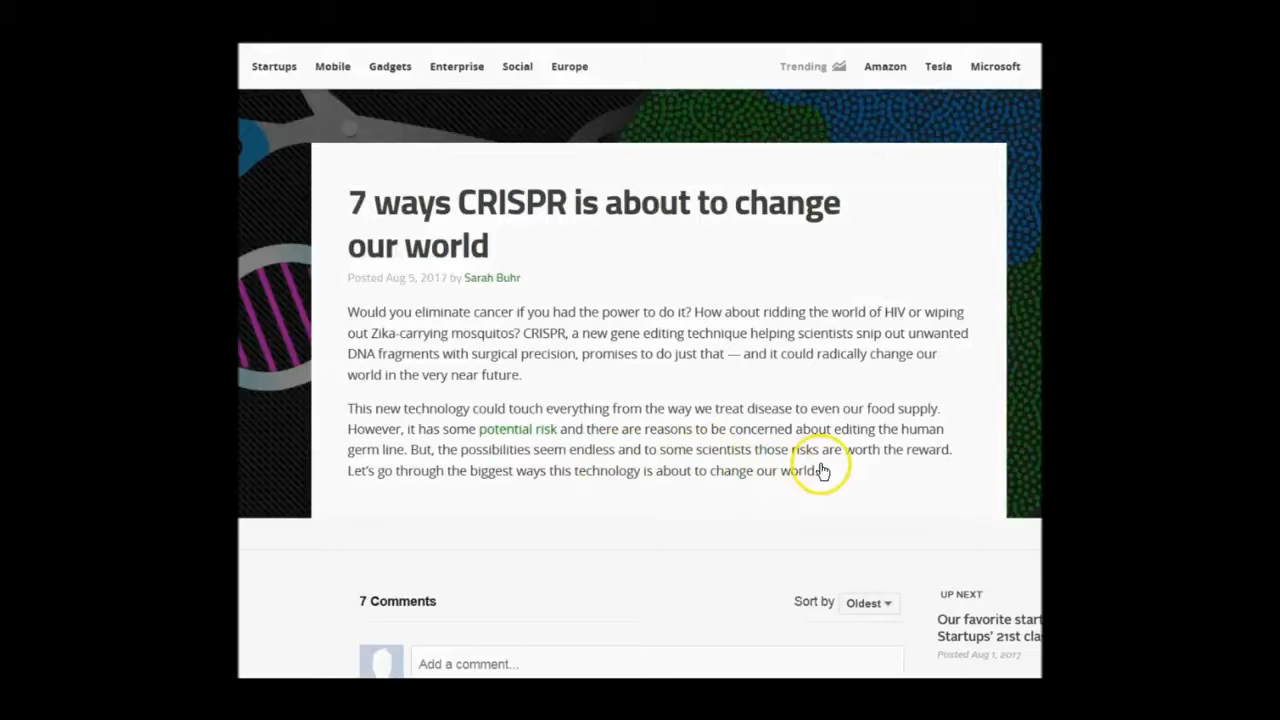 Startups Mobile Gadgets Enterprise Social Europe Trending Amazon Tesla Microsoft
7 ways CRISPR is about to change
our world
Posted Aug 5, 2017 by Sarah Buhr
Would you eliminate cancer if you had the power to do it? How about ridding the world of HIV or wiping
out Zika-carrying mosquitos? CRISPR, a new gene editing technique helping scientists snip out unwanted
DNA fragments with surgical precision, promises to do just that — and it could radically change our
world in the very near future.
This new technology could touch everything from the way we treat disease to even our food supply.
However, it has some potential risk and there are reasons to be concerned about editing the human
germ line. But, the possibilities seem endless and to some scientists those risks are worth the reward.
Let's go through the biggest ways this technology is about to change our world.
7 Comments Sort by Oldest
Add a comment...
UP NEXT
Our favorite start
Startups' 21st cla
Posted Aug 1, 2017